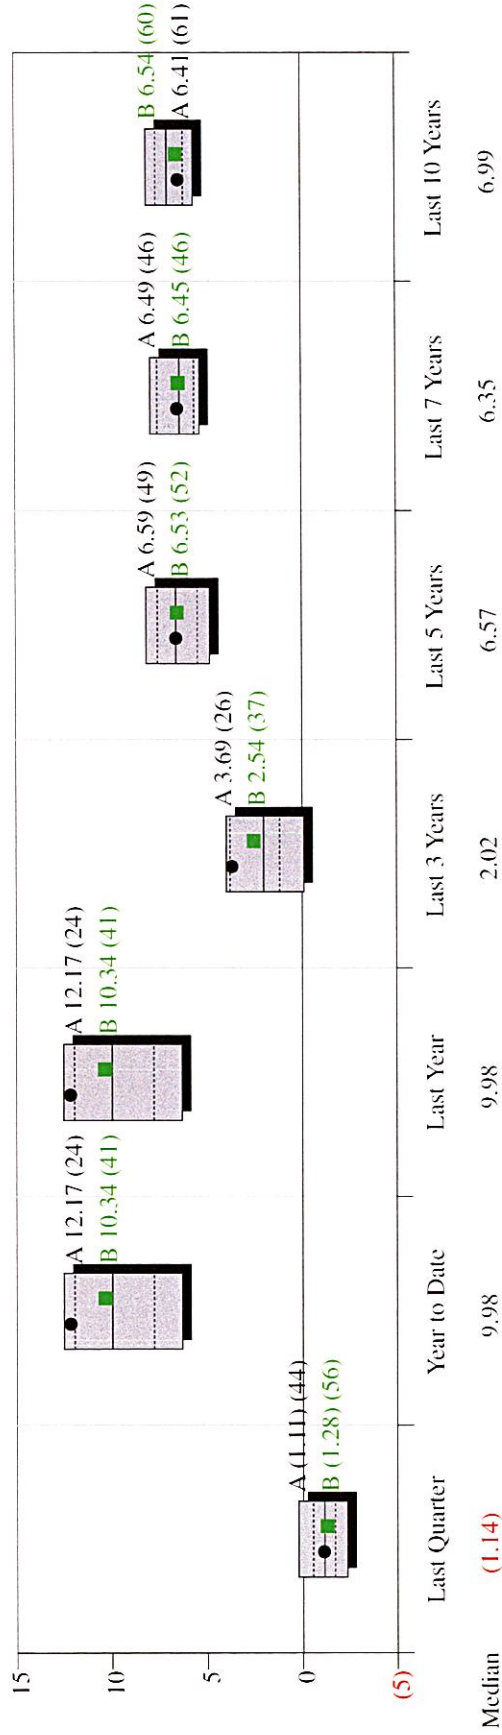 15
10
5
0
(5)
A (1.11) (44)
B (1.28) (56)
A 12.17 (24)
B 10.34 (41)
A 12.17 (24)
B 10.34 (41)
A 3.69 (26)
B 2.54 (37)
A 6.59 (49)
B 6.53 (52)
A 6.49 (46)
B 6.45 (46)
B 6.54 (60)
A 6.41 (61)
Last Quarter Year to Date Last Year Last 3 Years Last 5 Years Last 7 Years Last 10 Years
Median (1.14) 9.98 9.98 2.02 6.57 6.35 6.99